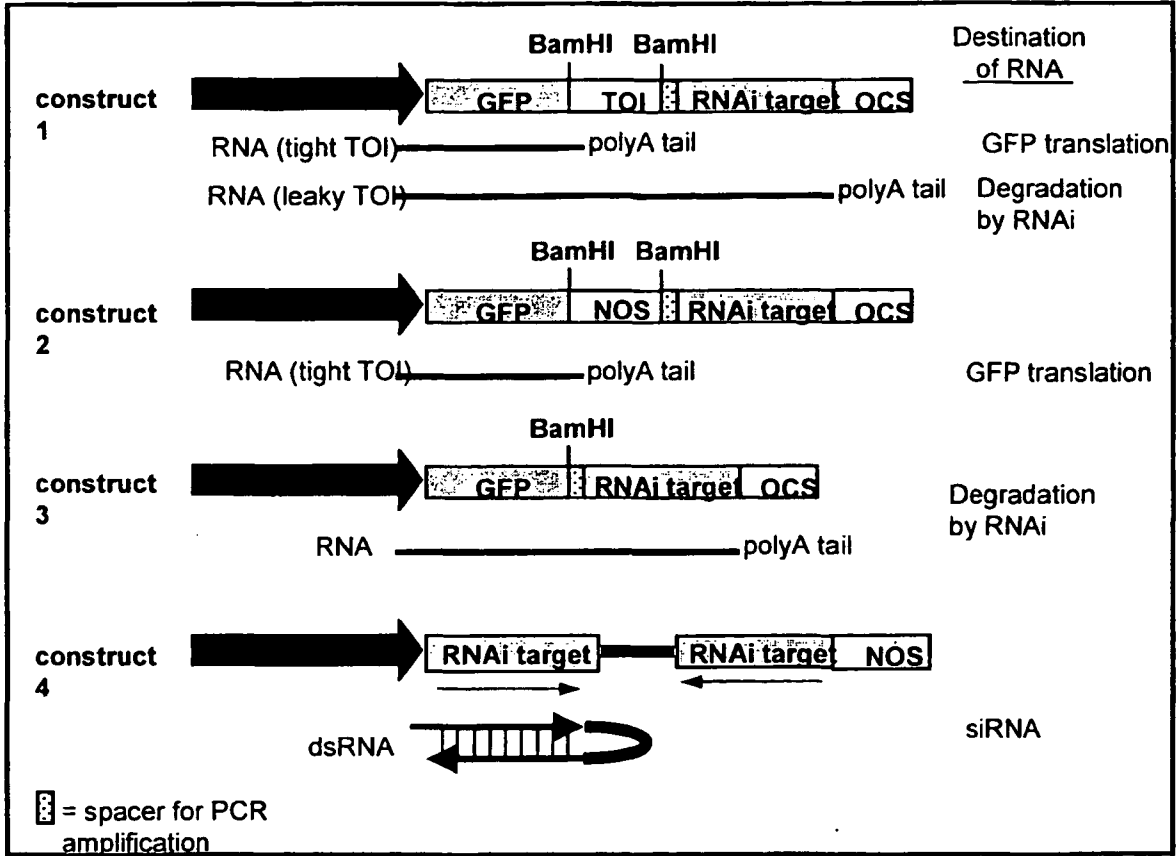 BamHI BamHI
Destination
of RNA
construct
1
GFP TOI RNAi target OCS
RNA (tight TOI) polyA tail GFP translation
RNA (leaky TOI) polyA tail Degradation
by RNAi
BamHI BamHI
construct
2
GFP NOS RNAi target OCS
RNA (tight TOI) polyA tail GFP translation
BamHI
construct
3
GFP RNAi target OCS
Degradation
by RNAi
RNA polyA tail
construct
4
RNAi target RNAi target NOS
dsRNA siRNA
= spacer for PCR
amplification